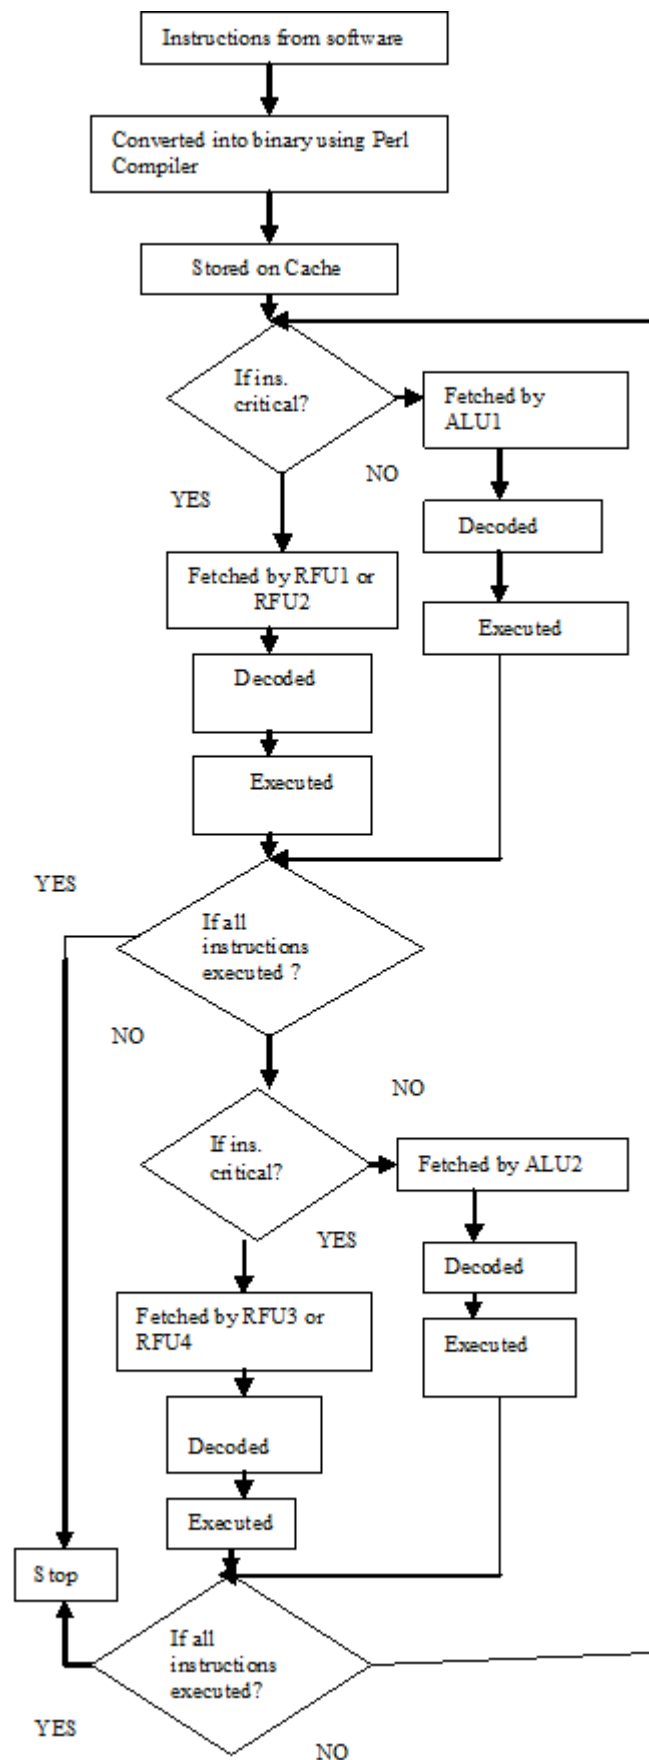 Instructions from software
Converted into binary using Perl
Compiler
Stored on Cache
If ins.
critical?
Fetched by
ALU1
NO
YES
Decoded
Fetched by RFU1 or
RFU2
Executed
Decoded
Executed
YES
If all
instructions
executed ?
NO
NO
If ins.
critical?
Fetched by ALU2
YES
Decoded
Fetched by RFU3 or
RFU4
Executed
Decoded
Executed
Stop
If all
instructions
executed?
YES
NO